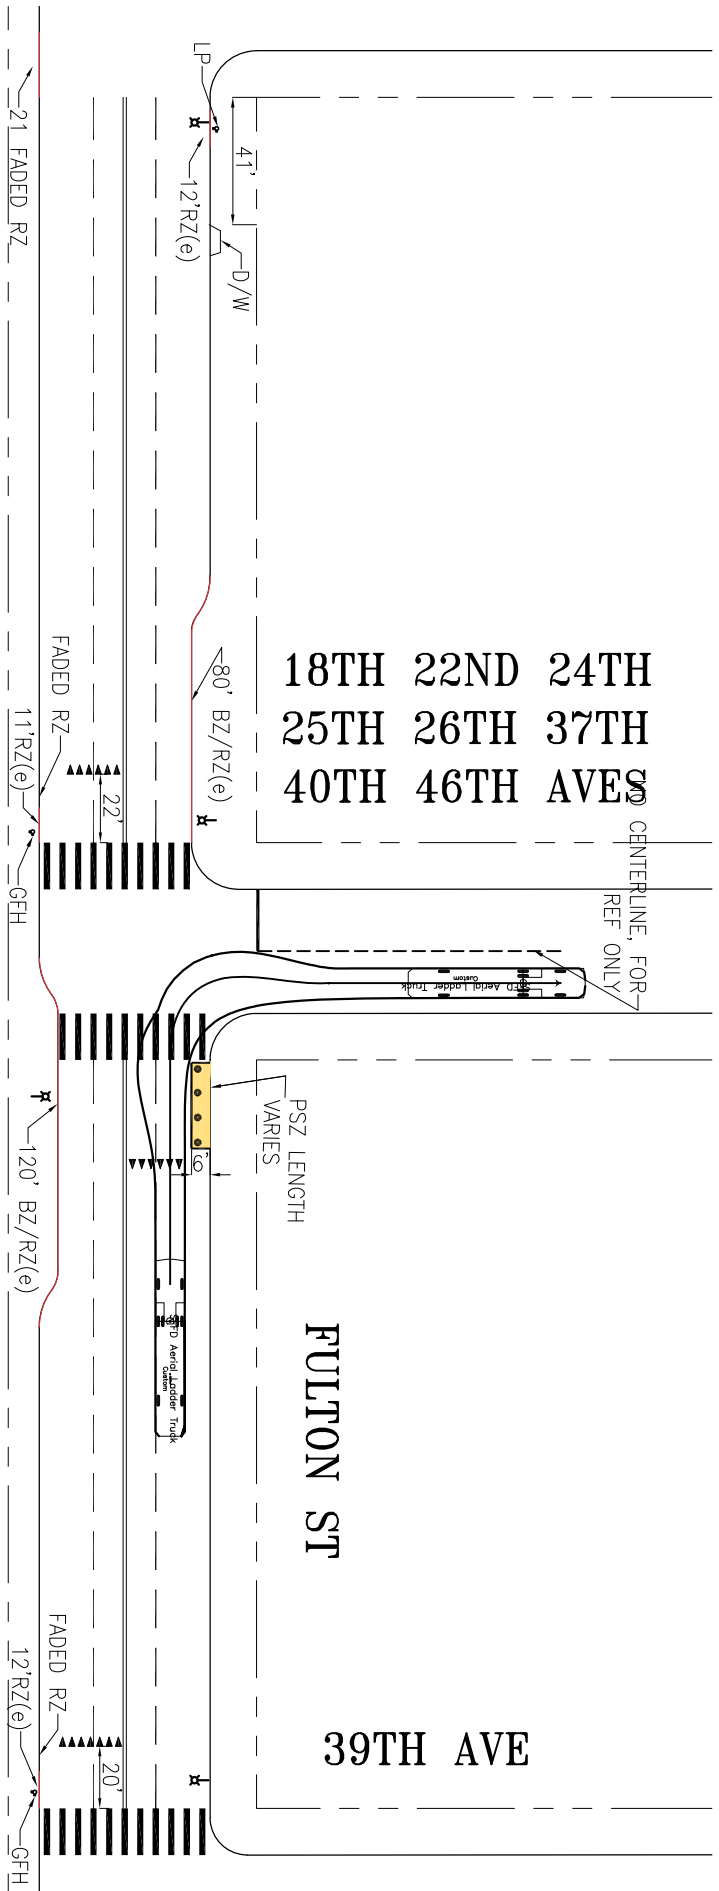 LP
41'
12'RZ(e)
D/W
21 FADED RZ
18TH 22ND 24TH
25TH 26TH 37TH
40TH 46TH AVES
80' BZ/RZ(e)
FADED RZ
11'RZ(e)
22'
GFH
CENTERLINE, FOR
REF ONLY
SFFD Aerial Ladder Truck
Custom
PSZ LENGTH
VARIES
6'
120' BZ/RZ(e)
SFFD Aerial Ladder Truck
Custom
FULTON ST
39TH AVE
FADED RZ
12'RZ(e)
20'
GFH